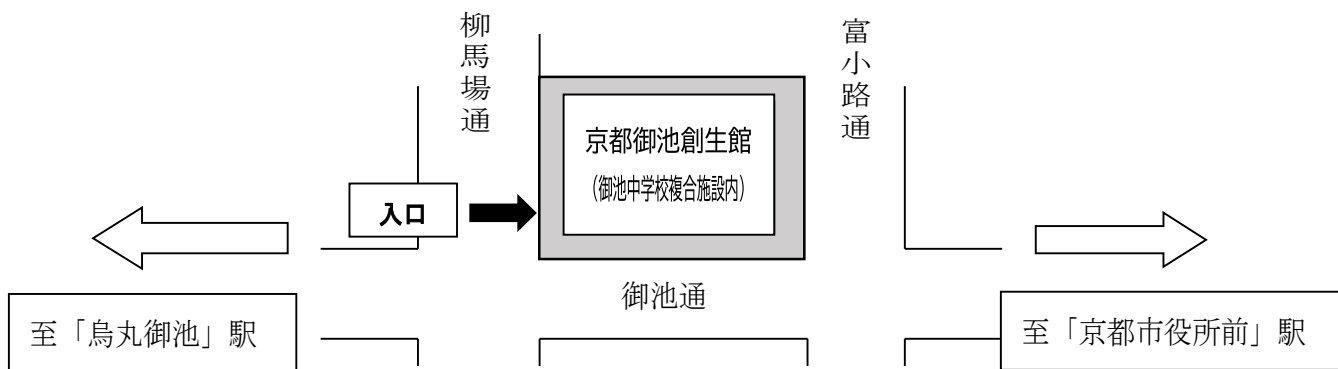 柳馬場通
富小路通
京都御池創生館
（御池中学校複合施設内）
入口
御池通
至「烏丸御池」駅
至「京都市役所前」駅